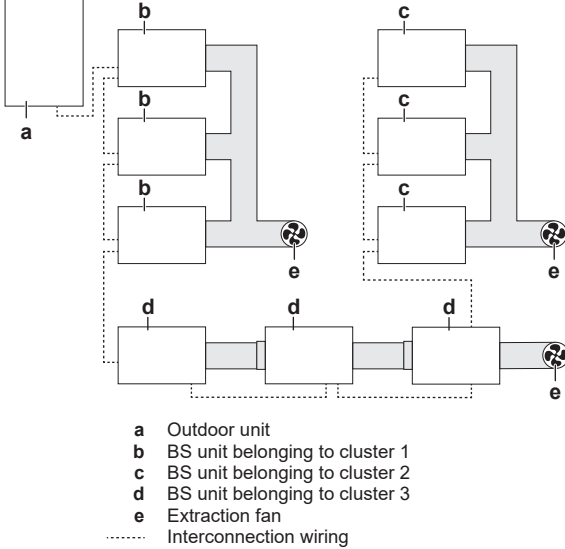 b
c
b
c
a
b
c
e
e
d
d
d
e
a Outdoor unit
b BS unit belonging to cluster 1
c BS unit belonging to cluster 2
d BS unit belonging to cluster 3
e Extraction fan
Interconnection wiring